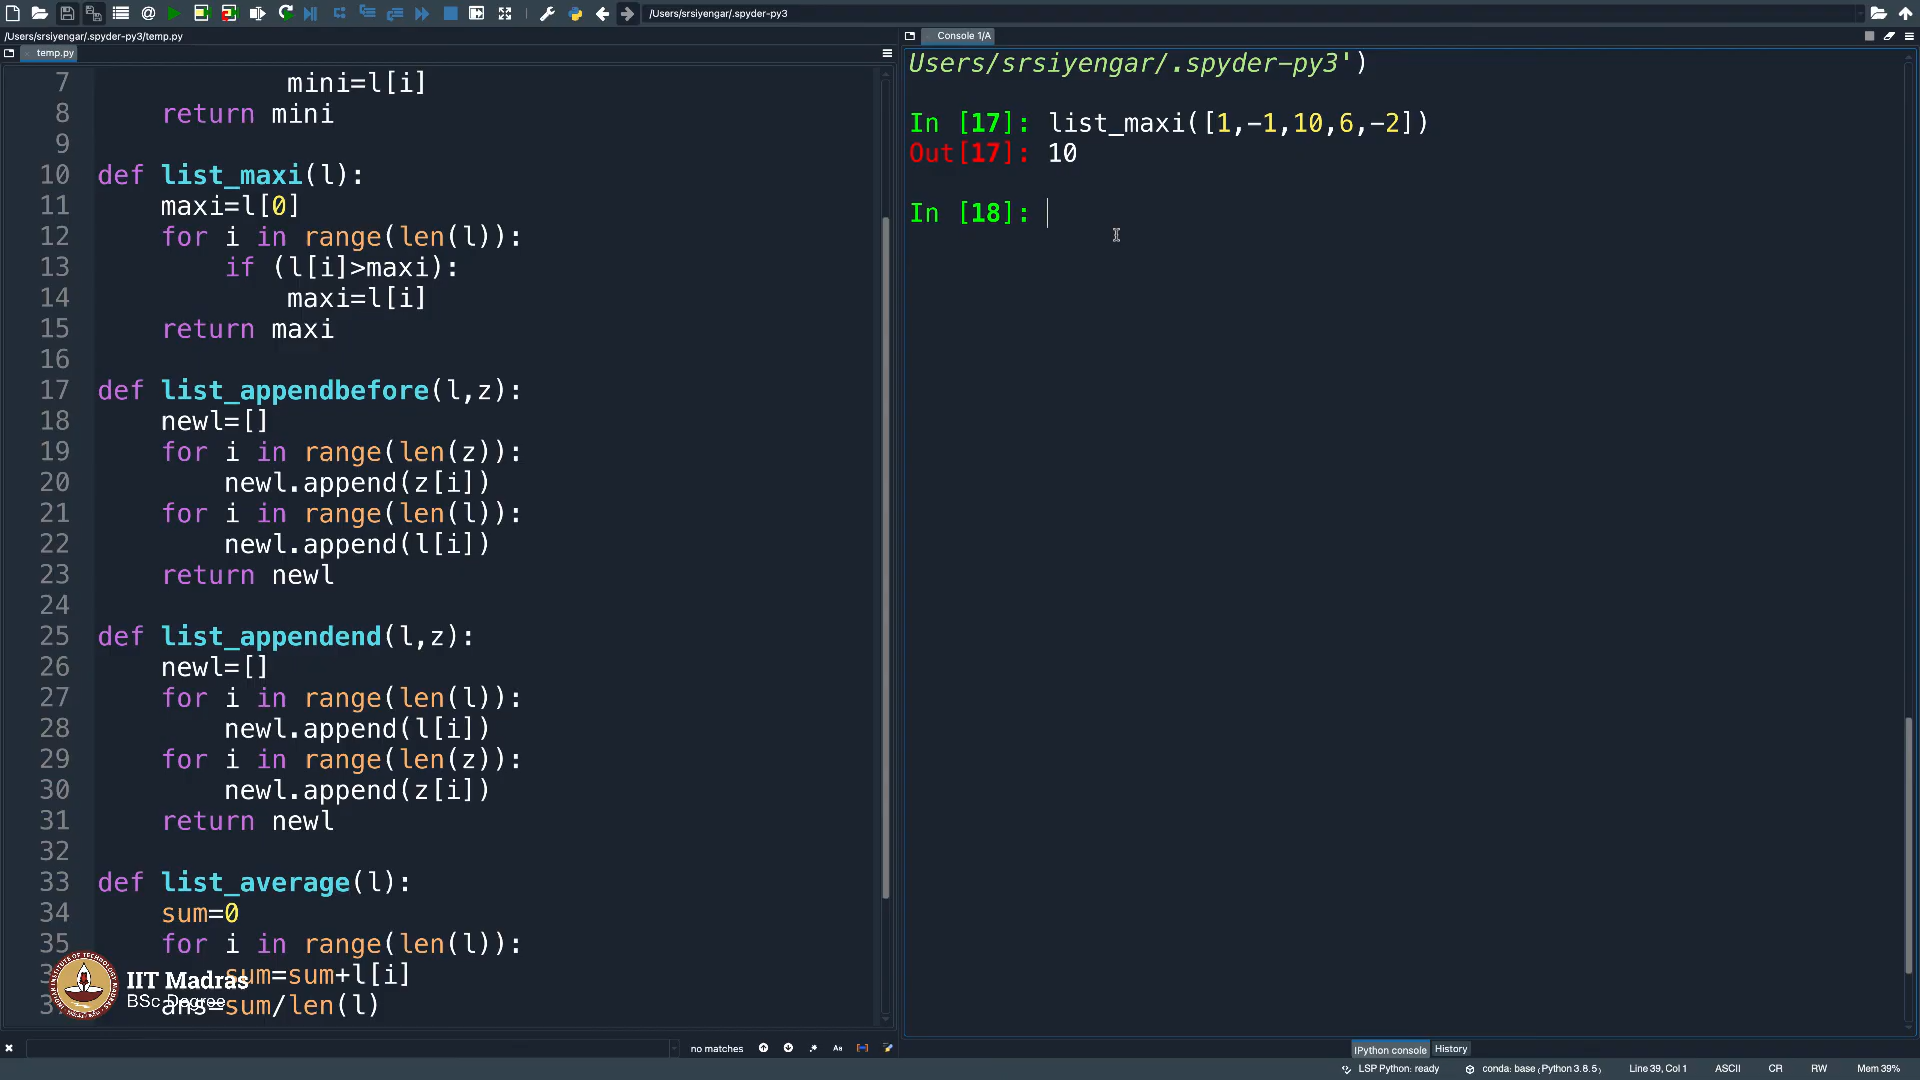 /Users/srsiyengar/.spyder-py3
/Users/srsiyengar/.spyder-py3/temp.py
temp.py
7 mini=l[i]
8 return mini
9
10 def list_maxi(l):
11 maxi=l[0]
12 for i in range(len(l)):
13 if (l[i]>maxi):
14 maxi=l[i]
15 return maxi
16
17 def list_appendbefore(l,z):
18 newl=[]
19 for i in range(len(z)):
20 newl.append(z[i])
21 for i in range(len(l)):
22 newl.append(l[i])
23 return newl
24
25 def list_appendend(l,z):
26 newl=[]
27 for i in range(len(l)):
28 newl.append(l[i])
29 for i in range(len(z)):
30 newl.append(z[i])
31 return newl
32
33 def list_average(l):
34 sum=0
35 for i in range(len(l)):
sum=sum+l[i]
ans=sum/len(l)
IIT Madras
BSc Degree
no matches
Aa
Console 1/A
Users/srsiyengar/.spyder-py3')
In [17]: list_maxi([1,-1,10,6,-2])
Out[17]: 10
In [18]:
IPython console
History
LSP Python: ready
conda: base (Python 3.8.5)
Line 39, Col 1
ASCII
CR
RW
Mem 39%